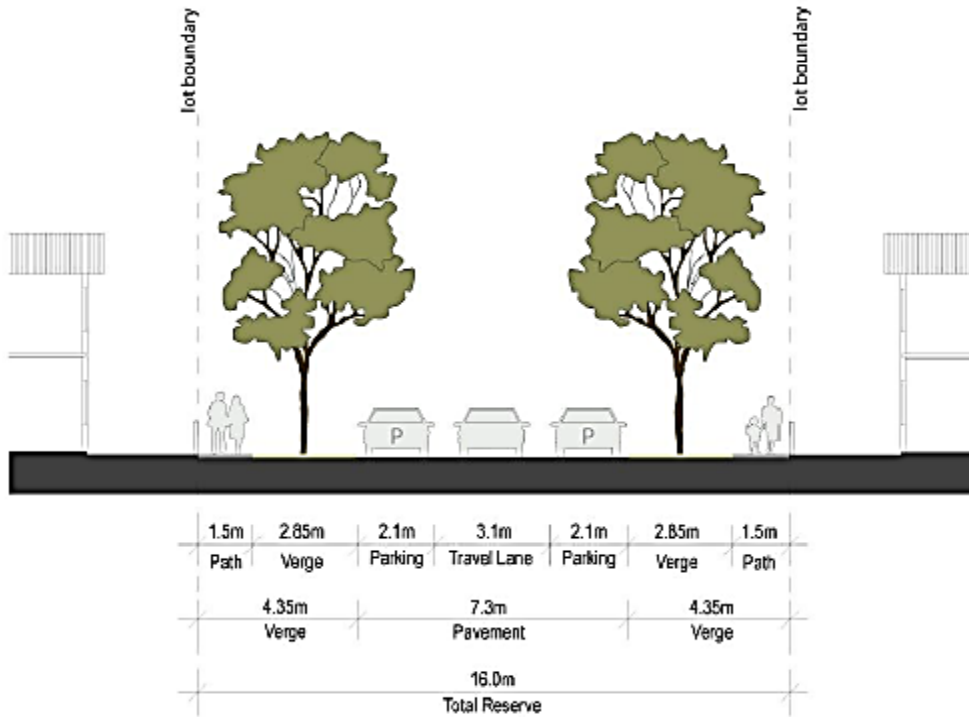 lot boundary
lot boundary
P
P
1.5m 2.85m 2.1m 3.1m 2.1m 2.85m 1.5m
Path Verge Parking Travel Lane Parking Verge Path
4.35m 7.3m 4.35m
Verge Pavement Verge
16.0m
Total Reserve